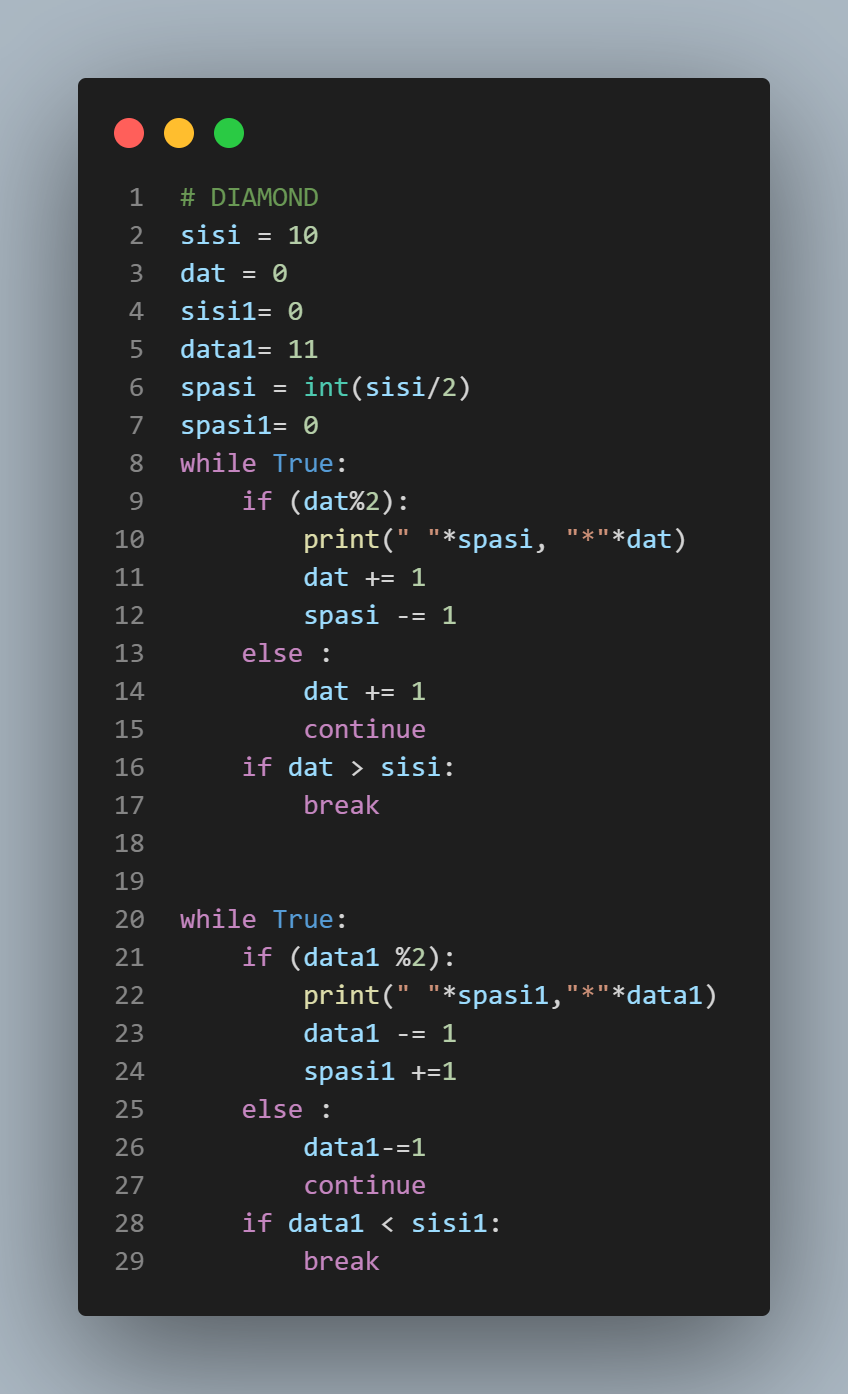 1 # DIAMOND
2 sisi = 10
3 dat = 0
4 sisi1= 0
5 data1= 11
6 spasi = int(sisi/2)
7 spasi1= 0
8 while True:
9     if (dat%2):
10         print(" "*spasi, "*"*dat)
11         dat += 1
12         spasi -= 1
13     else :
14         dat += 1
15         continue
16     if dat > sisi:
17         break
18
19
20 while True:
21     if (data1 %2):
22         print(" "*spasi1,"*"*data1)
23         data1 -= 1
24         spasi1 +=1
25     else :
26         data1-=1
27         continue
28     if data1 < sisi1:
29         break